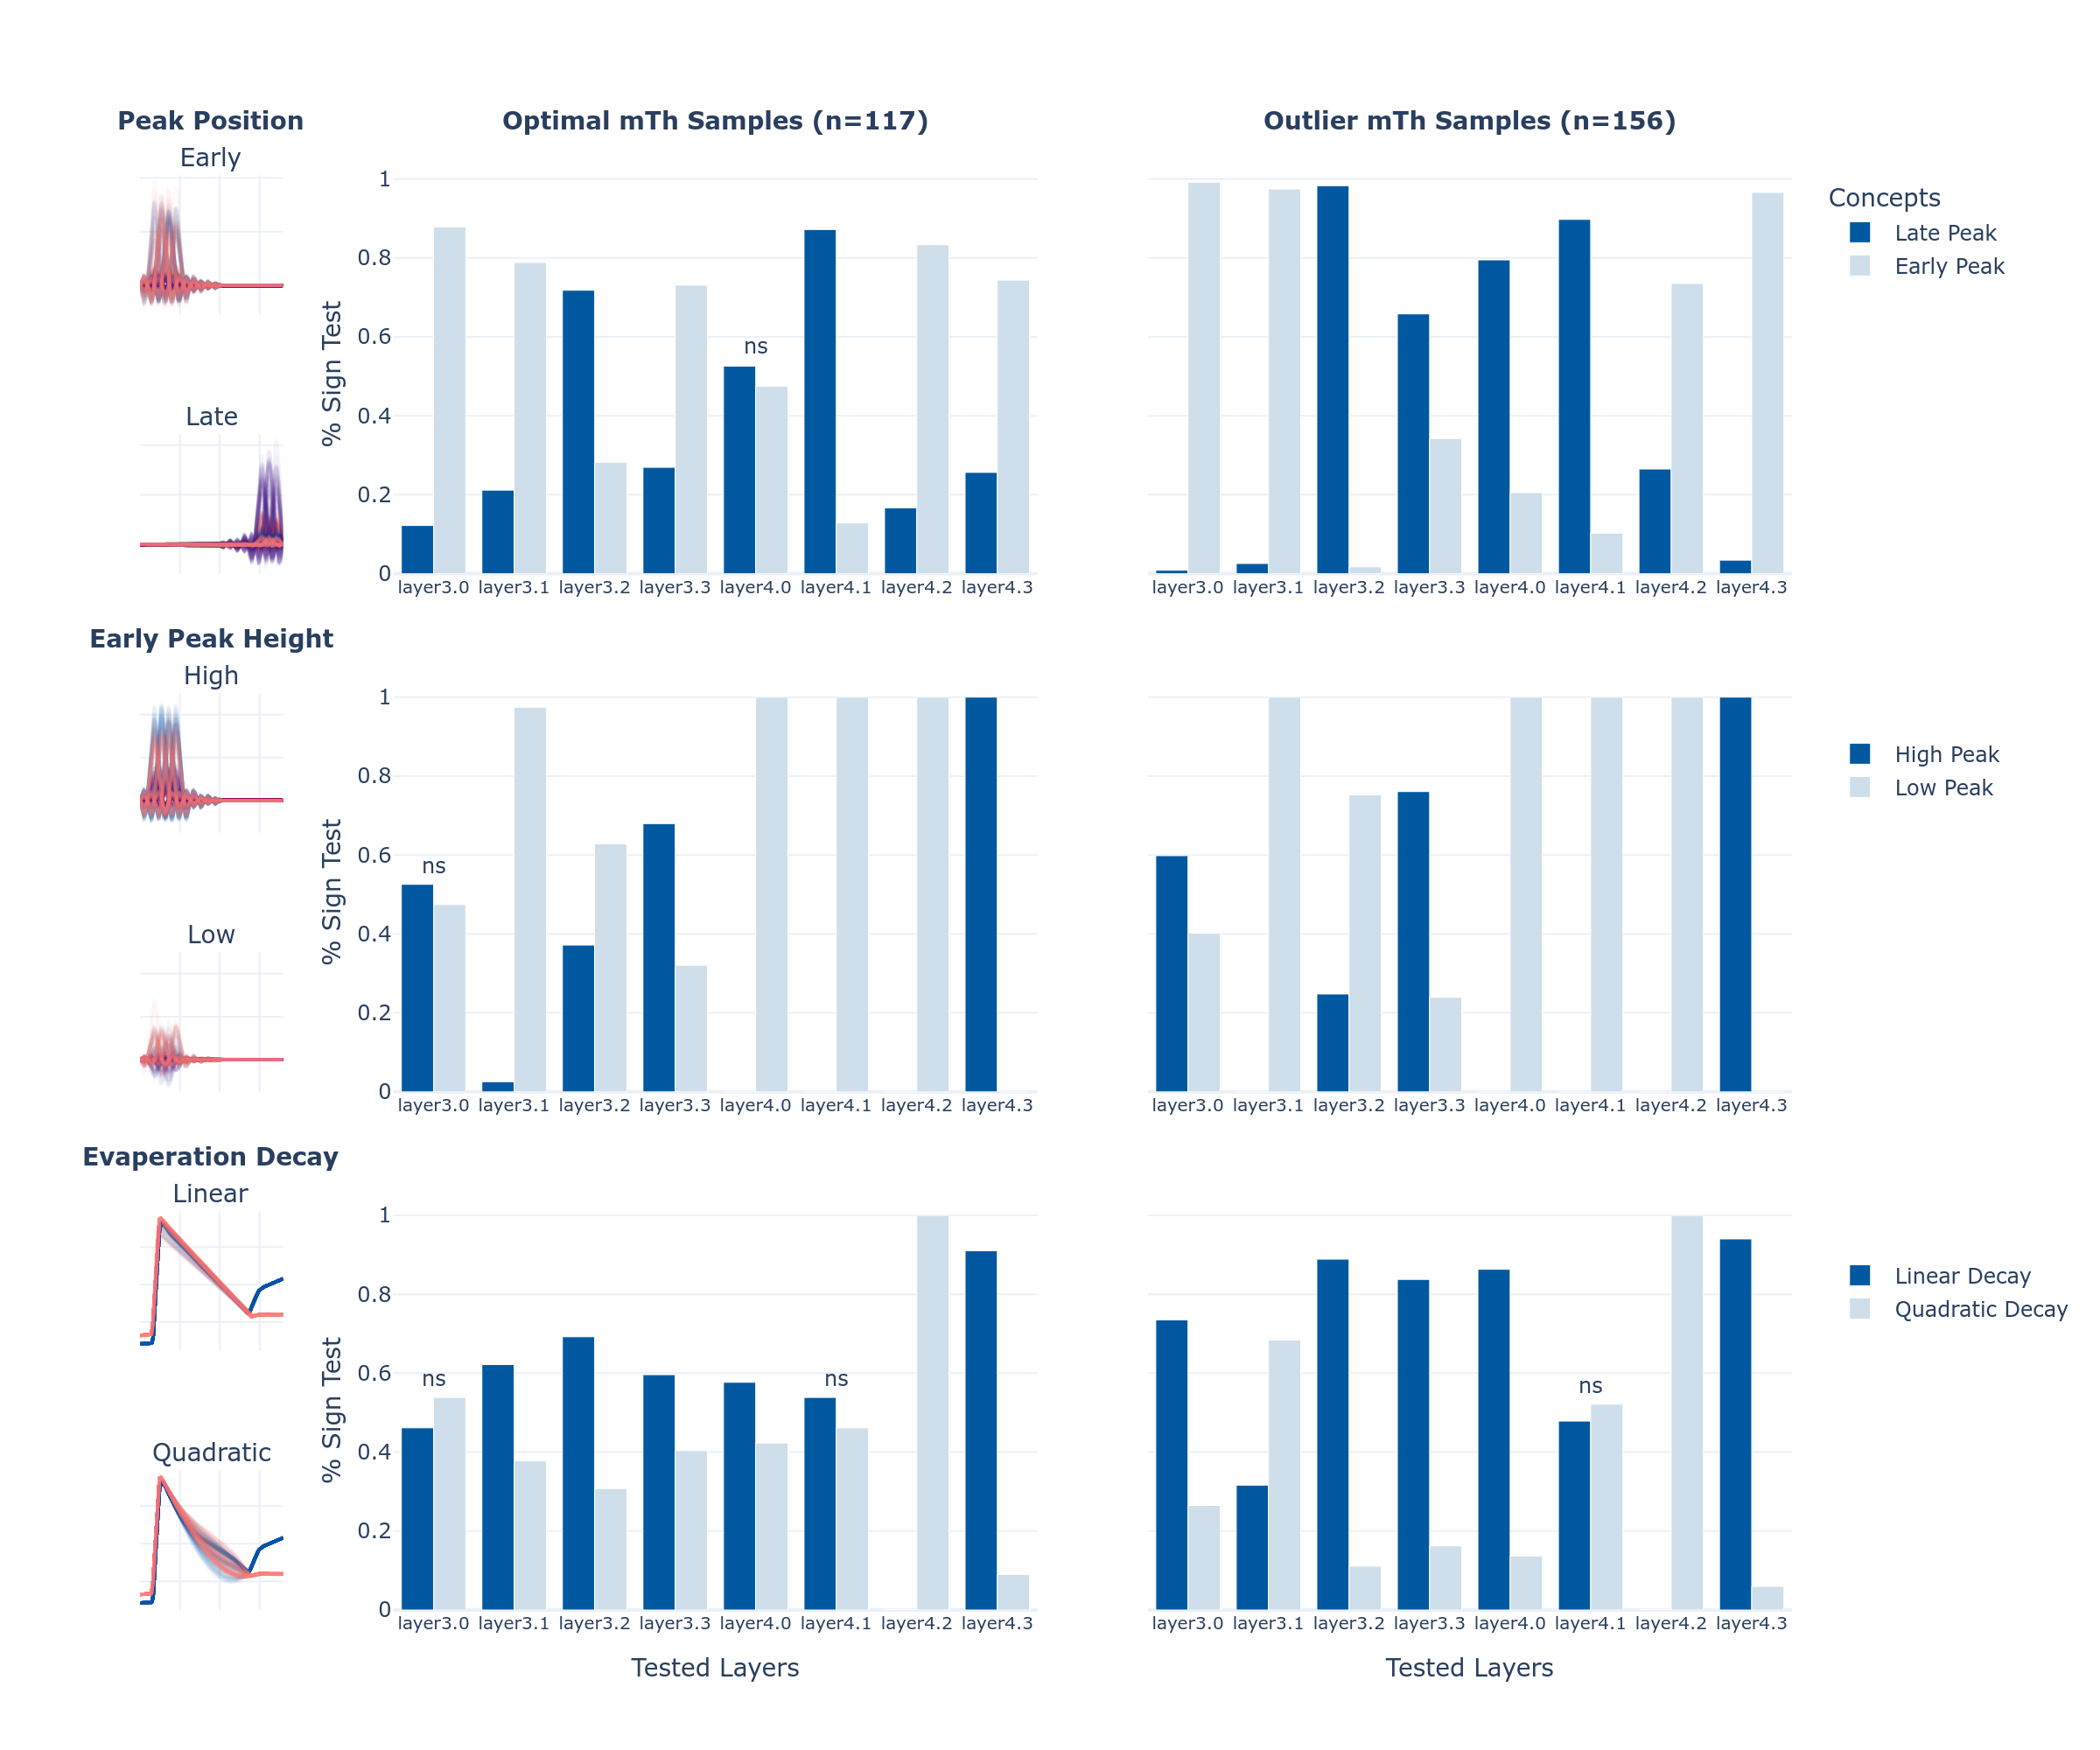 Peak Position
Optimal mTh Samples (n=117)
Outlier mTh Samples (n=156)
Early
Late
% Sign Test
1
0.8
0.6
0.4
0.2
0
ns
layer3.0 layer3.1 layer3.2 layer3.3 layer4.0 layer4.1 layer4.2 layer4.3
layer3.0 layer3.1 layer3.2 layer3.3 layer4.0 layer4.1 layer4.2 layer4.3
Concepts
Late Peak
Early Peak
Early Peak Height
High
Low
% Sign Test
1
0.8
0.6
0.4
0.2
0
ns
layer3.0 layer3.1 layer3.2 layer3.3 layer4.0 layer4.1 layer4.2 layer4.3
layer3.0 layer3.1 layer3.2 layer3.3 layer4.0 layer4.1 layer4.2 layer4.3
High Peak
Low Peak
Evaperation Decay
Linear
Quadratic
% Sign Test
1
0.8
0.6
0.4
0.2
0
ns
ns
ns
layer3.0 layer3.1 layer3.2 layer3.3 layer4.0 layer4.1 layer4.2 layer4.3
layer3.0 layer3.1 layer3.2 layer3.3 layer4.0 layer4.1 layer4.2 layer4.3
Linear Decay
Quadratic Decay
Tested Layers
Tested Layers